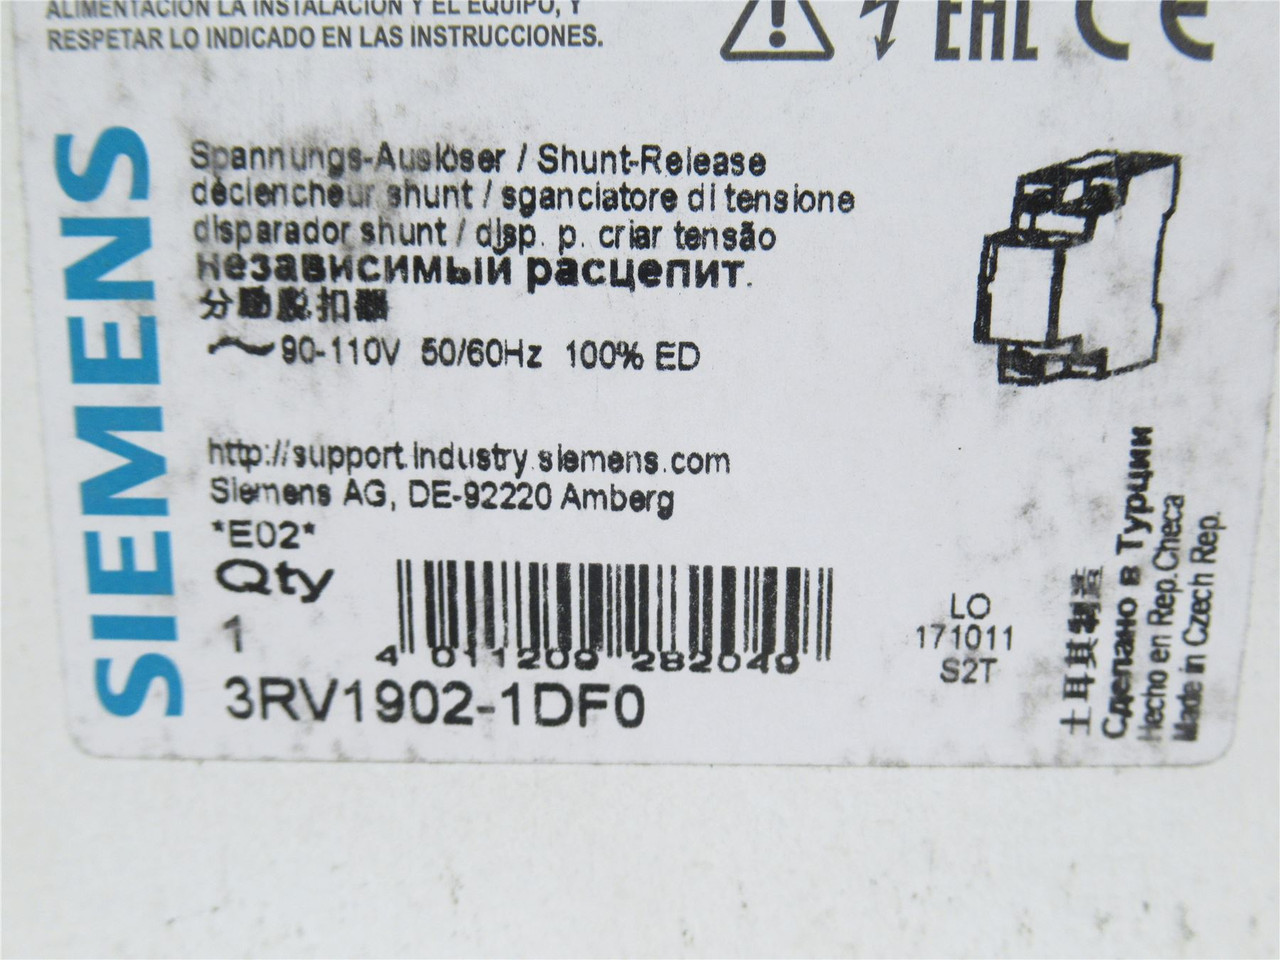 ALIMENTACIÓN LA INSTALACIÓN Y EL EQUIPO, Y
RESPETAR LO INDICADO EN LAS INSTRUCCIONES.
EAC CE
SIEMENS
Spannungs-Auslöser / Shunt-Release
déclencheur shunt / sganciatore di tensione
disparador shunt / disp. p. criar tensão
независимый расцепит.
分励脱扣器
~90-110V 50/60Hz 100% ED
http://support.industry.siemens.com
Siemens AG, DE-92220 Amberg
*E02*
Qty
1
4 011209 282049
3RV1902-1DF0
LO
171011
S2T
土耳其制造
Сделано в Турции
Hecho en Rep.Checa
Made in Czech Rep.